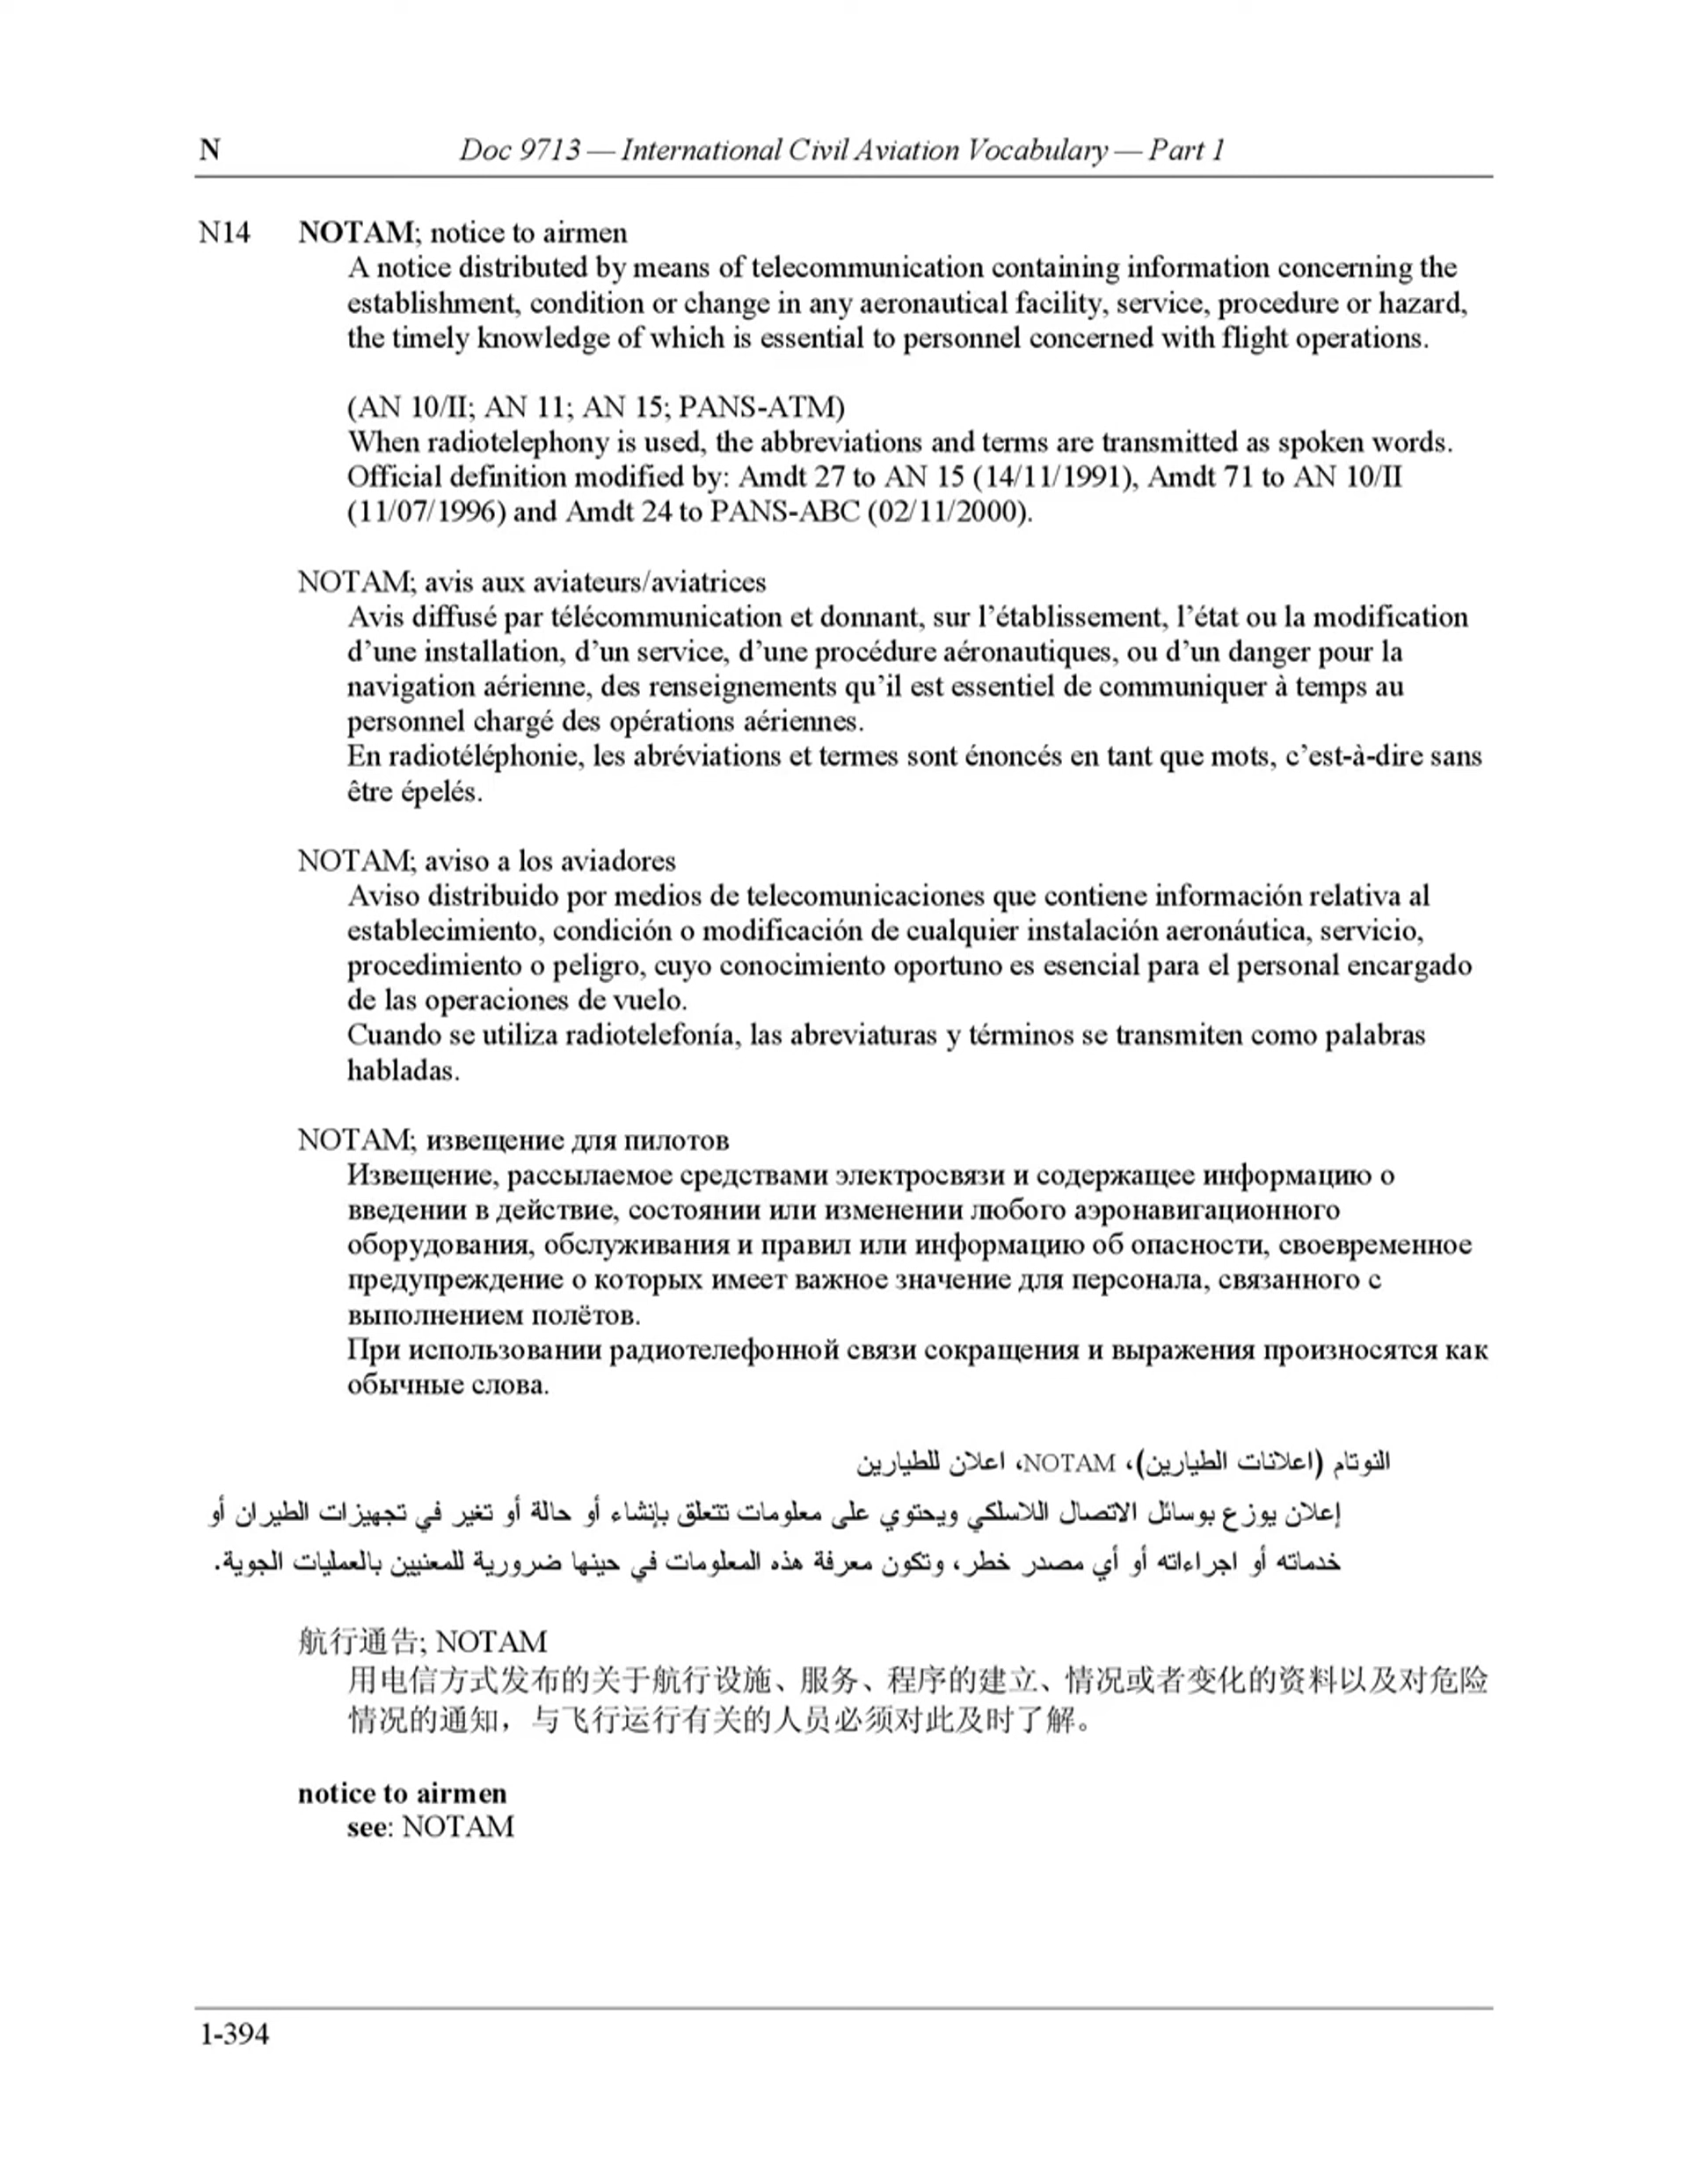 N Doc 9713 — International Civil Aviation Vocabulary — Part 1
N14 NOTAM; notice to airmen
A notice distributed by means of telecommunication containing information concerning the
establishment, condition or change in any aeronautical facility, service, procedure or hazard,
the timely knowledge of which is essential to personnel concerned with flight operations.
(AN 10/II; AN 11; AN 15; PANS-ATM)
When radiotelephony is used, the abbreviations and terms are transmitted as spoken words.
Official definition modified by: Amdt 27 to AN 15 (14/11/1991), Amdt 71 to AN 10/II
(11/07/1996) and Amdt 24 to PANS-ABC (02/11/2000).
NOTAM; avis aux aviateurs/aviatrices
Avis diffusé par télécommunication et donnant, sur l’établissement, l’état ou la modification
d’une installation, d’un service, d’une procédure aéronautiques, ou d’un danger pour la
navigation aérienne, des renseignements qu’il est essentiel de communiquer à temps au
personnel chargé des opérations aériennes.
En radiotéléphonie, les abréviations et termes sont énoncés en tant que mots, c’est-à-dire sans
être épelés.
NOTAM; aviso a los aviadores
Aviso distribuido por medios de telecomunicaciones que contiene información relativa al
establecimiento, condición o modificación de cualquier instalación aeronáutica, servicio,
procedimiento o peligro, cuyo conocimiento oportuno es esencial para el personal encargado
de las operaciones de vuelo.
Cuando se utiliza radiotelefonía, las abreviaturas y términos se transmiten como palabras
habladas.
NOTAM; извещение для пилотов
Извещение, рассылаемое средствами электросвязи и содержащее информацию о
введении в действие, состоянии или изменении любого аэронавигационного
оборудования, обслуживания и правил или информацию об опасности, своевременное
предупреждение о которых имеет важное значение для персонала, связанного с
выполнением полётов.
При использовании радиотелефонной связи сокращения и выражения произносятся как
обычные слова.
النوتام (اعلانات الطيارين)، NOTAM، اعلان للطيارين
إعلان يوزع بوسائل الاتصال اللاسلكي ويحتوي على معلومات تتعلق بإنشاء أو حالة أو تغير في تجهيزات الطيران أو
خدماته أو اجراءاته أو أي مصدر خطر، وتكون معرفة هذه المعلومات في حينها ضرورية للمعنيين بالعمليات الجوية.
航行通告; NOTAM
用电信方式发布的关于航行设施、服务、程序的建立、情况或者变化的资料以及对危险
情况的通知，与飞行运行有关的人员必须对此及时了解。
notice to airmen
see: NOTAM
1-394